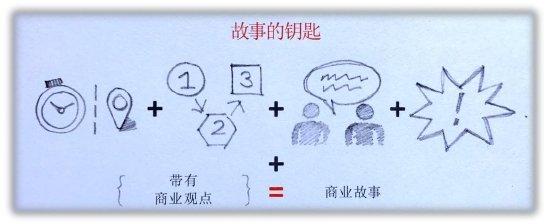 故事的钥匙
1 3
2
!
+ + +
+
带有
商业观点 = 商业故事